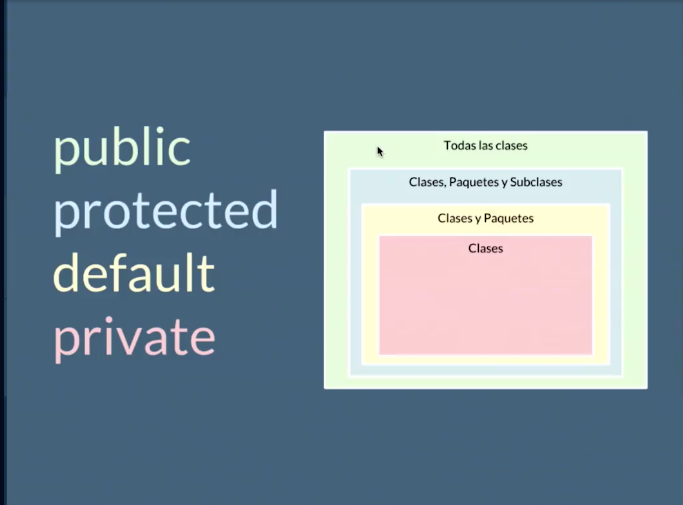 public
protected
default
private
Todas las clases
Clases, Paquetes y Subclases
Clases y Paquetes
Clases